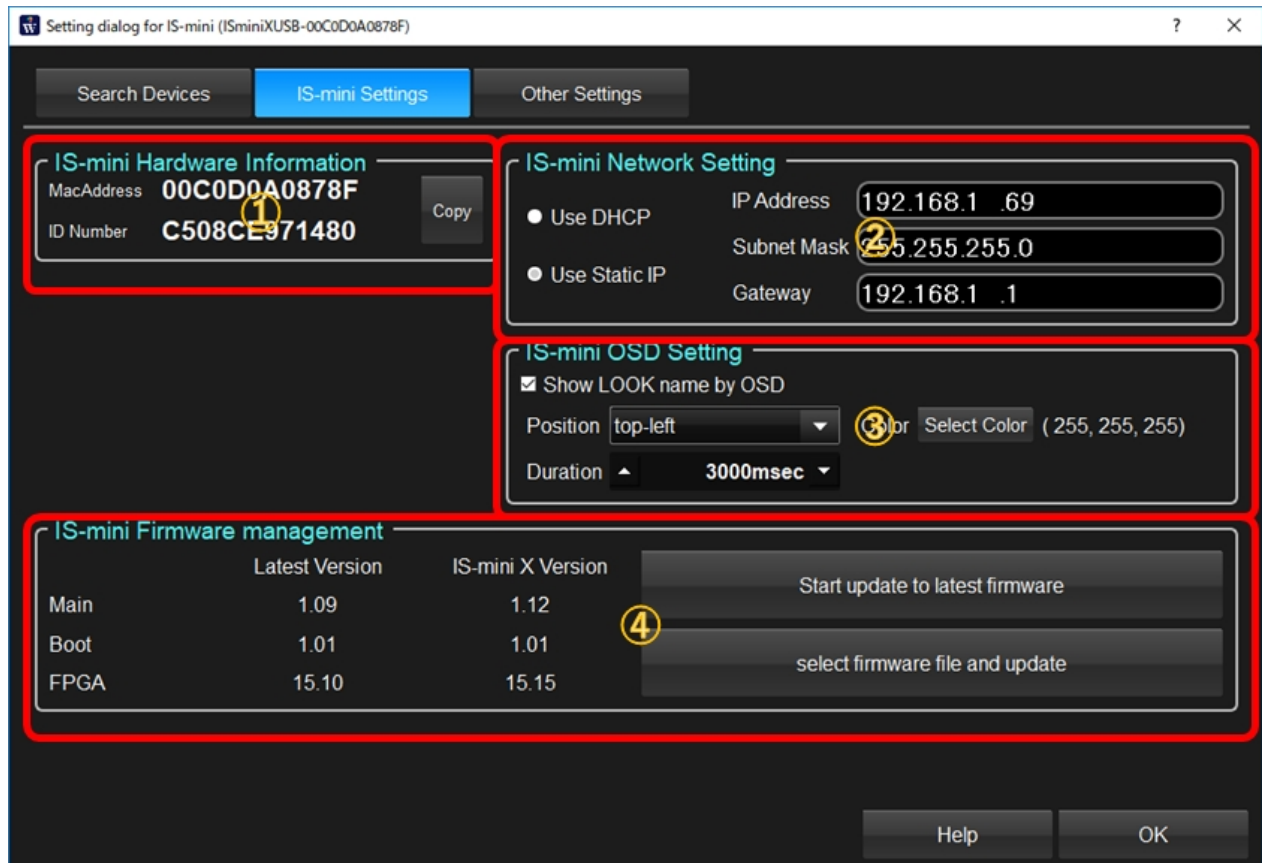 Setting dialog for IS-mini (ISminiXUSB-00C0D0A0878F)
?
Search Devices
IS-mini Settings
Other Settings
IS-mini Hardware Information
MacAddress 00C0D0A0878F
ID Number C508CE971480
Copy
①
IS-mini Network Setting
Use DHCP
Use Static IP
IP Address 192.168.1 .69
Subnet Mask 255.255.255.0
Gateway 192.168.1 .1
②
IS-mini OSD Setting
Show LOOK name by OSD
Position top-left
Color Select Color ( 255, 255, 255)
Duration 3000msec
③
IS-mini Firmware management
Latest Version IS-mini X Version
Main 1.09 1.12
Boot 1.01 1.01
FPGA 15.10 15.15
④
Start update to latest firmware
select firmware file and update
Help
OK